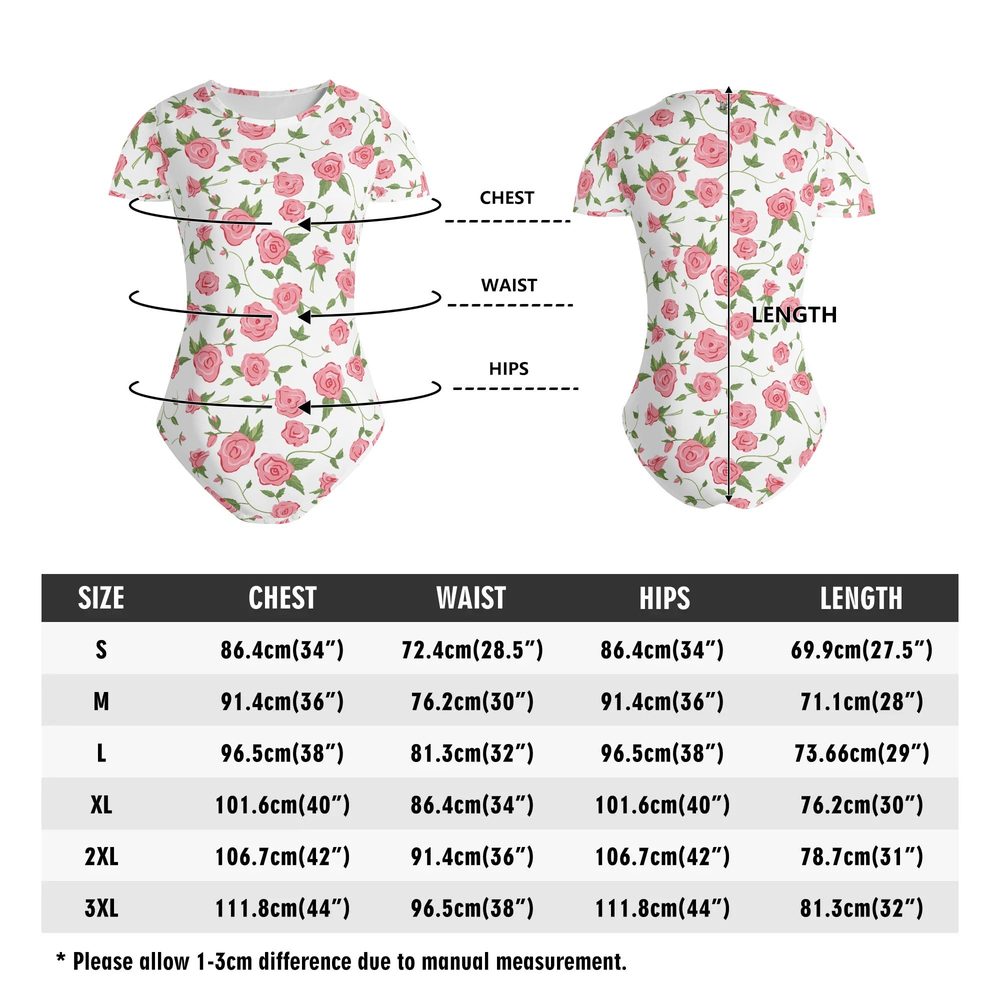 CHEST
WAIST
LENGTH
HIPS
SIZE CHEST WAIST HIPS LENGTH
S 86.4cm(34″) 72.4cm(28.5″) 86.4cm(34″) 69.9cm(27.5″)
M 91.4cm(36″) 76.2cm(30″) 91.4cm(36″) 71.1cm(28″)
L 96.5cm(38″) 81.3cm(32″) 96.5cm(38″) 73.66cm(29″)
XL 101.6cm(40″) 86.4cm(34″) 101.6cm(40″) 76.2cm(30″)
2XL 106.7cm(42″) 91.4cm(36″) 106.7cm(42″) 78.7cm(31″)
3XL 111.8cm(44″) 96.5cm(38″) 111.8cm(44″) 81.3cm(32″)
* Please allow 1-3cm difference due to manual measurement.